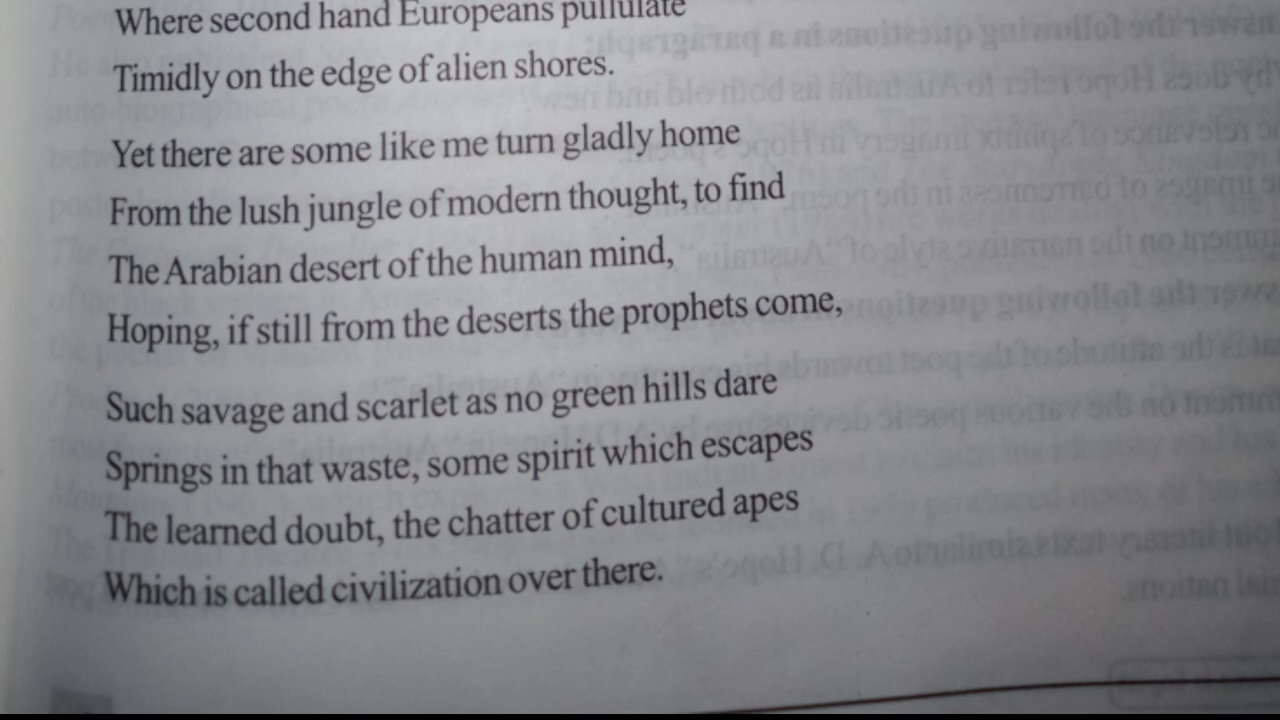 Where second hand Europeans pullulate
Timidly on the edge of alien shores.
Yet there are some like me turn gladly home
From the lush jungle of modern thought, to find
The Arabian desert of the human mind,
Hoping, if still from the deserts the prophets come,
Such savage and scarlet as no green hills dare
Springs in that waste, some spirit which escapes
The learned doubt, the chatter of cultured apes
Which is called civilization over there.